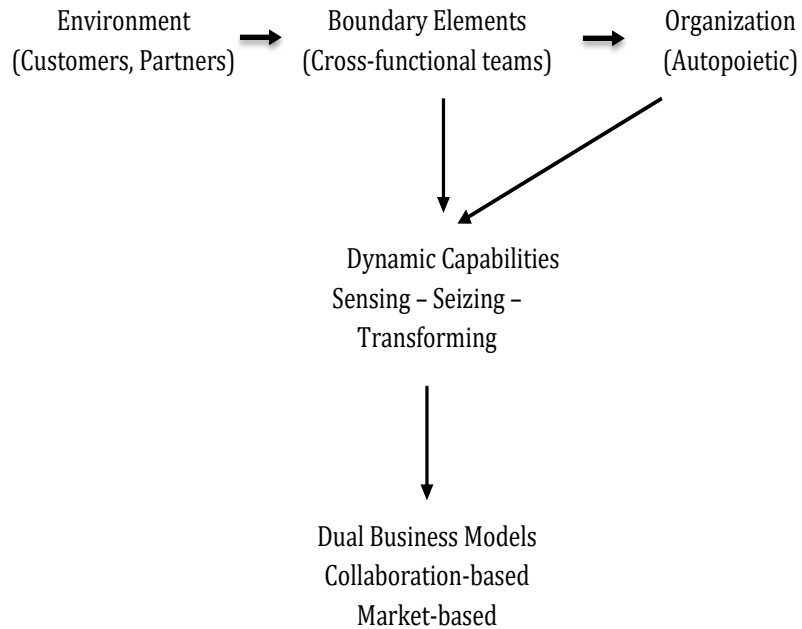 Environment
(Customers, Partners)
Boundary Elements
(Cross-functional teams)
Organization
(Autopoietic)
Dynamic Capabilities
Sensing – Seizing –
Transforming
Dual Business Models
Collaboration-based
Market-based